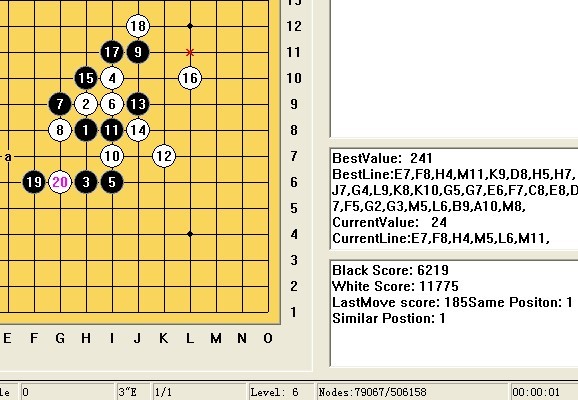 13
18
12
17 9
11
15 4 16
10
7 2 6 13
9
8 1 11 14
8
a
10 12
7
19 20 3 5
6
5
4
3
2
1
E F G H I J K L M N O
BestValue: 241
BestLine:E7,F8,H4,M11,K9,D8,H5,H7,
J7,G4,L9,K8,K10,G5,G7,E6,F7,C8,E8,D
7,F5,G2,G3,M5,L6,B9,A10,M8,
CurrentValue: 24
CurrentLine:E7,F8,H4,M5,L6,M11,
Black Score: 6219
White Score: 11775
LastMove score: 185Same Positon: 1
Similar Postion: 1
le 0 3"E 1/1 Level: 6 Nodes:79067/506158 00:00:01